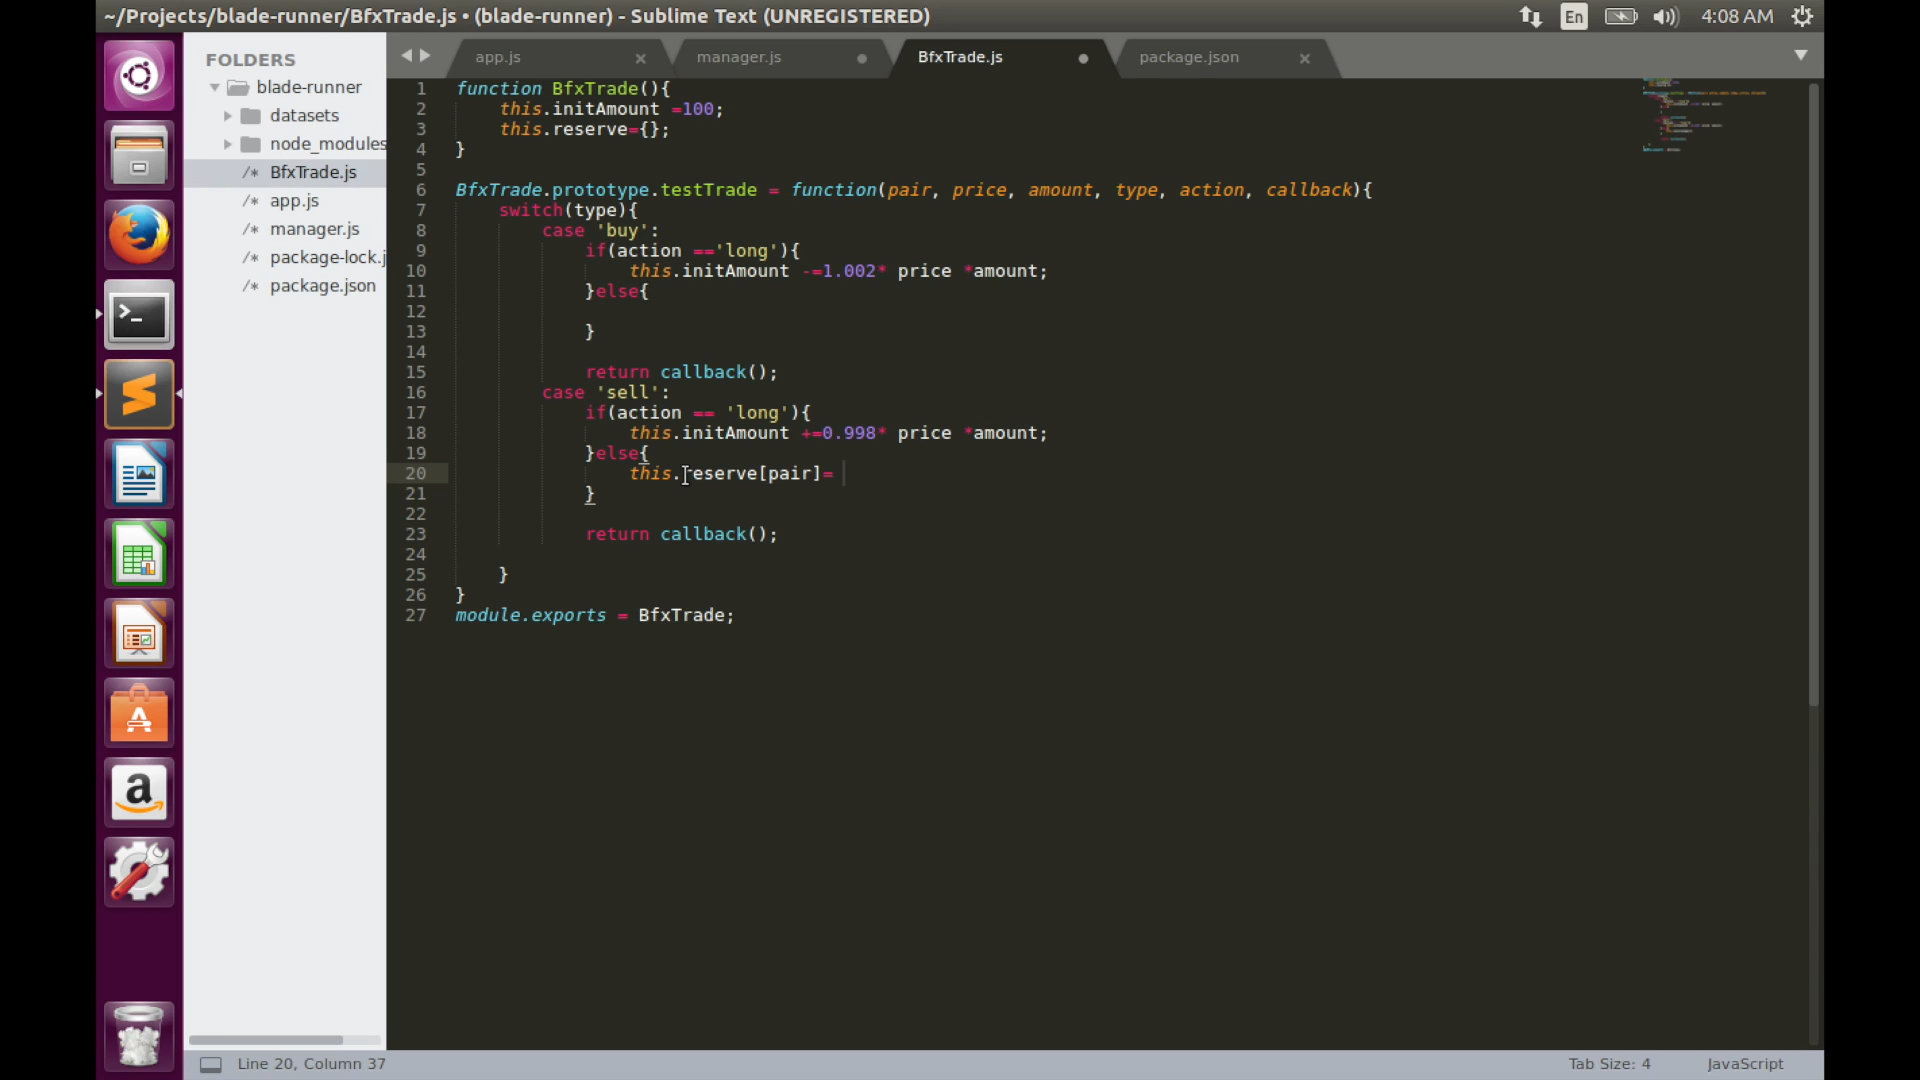 ~/Projects/blade-runner/BfxTrade.js • (blade-runner) - Sublime Text (UNREGISTERED)
En
4:08 AM
FOLDERS
blade-runner
datasets
node_modules
/* BfxTrade.js
/* app.js
/* manager.js
/* package-lock.j
/* package.json
app.js
manager.js
BfxTrade.js
package.json
1 function BfxTrade(){
2 this.initAmount =100;
3 this.reserve={};
4 }
5
6 BfxTrade.prototype.testTrade = function(pair, price, amount, type, action, callback){
7 switch(type){
8 case 'buy':
9 if(action =='long'){
10 this.initAmount -=1.002* price *amount;
11 }else{
12
13 }
14
15 return callback();
16 case 'sell':
17 if(action == 'long'){
18 this.initAmount +=0.998* price *amount;
19 }else{
20 this.reserve[pair]=
21 }
22
23 return callback();
24
25 }
26 }
27 module.exports = BfxTrade;
Line 20, Column 37
Tab Size: 4
JavaScript